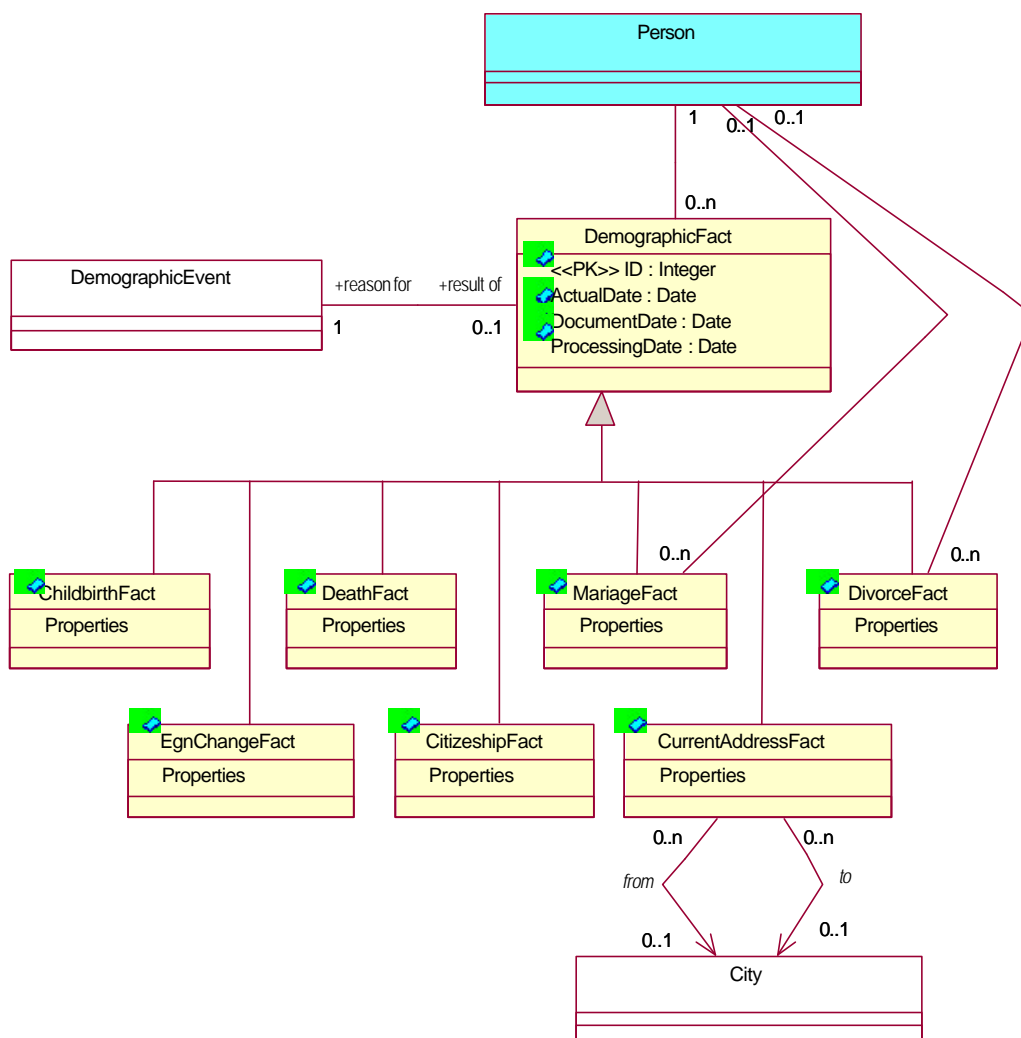 Person
1
0..1
0..1
0..n
DemographicFact
<<PK>> ID : Integer
ActualDate : Date
DocumentDate : Date
ProcessingDate : Date
DemographicEvent
+reason for
+result of
1
0..1
0..n
0..n
ChildbirthFact
Properties
DeathFact
Properties
MariageFact
Properties
DivorceFact
Properties
EgnChangeFact
Properties
CitizeshipFact
Properties
CurrentAddressFact
Properties
0..n
0..n
from
to
0..1
0..1
City